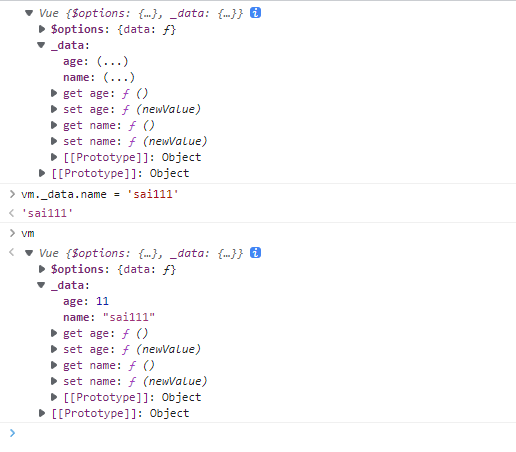 Vue {$options: {…}, _data: {…}} i
$options: {data: ƒ}
_data:
age: (...)
name: (...)
get age: ƒ ()
set age: ƒ (newValue)
get name: ƒ ()
set name: ƒ (newValue)
[[Prototype]]: Object
[[Prototype]]: Object
vm._data.name = 'sai111'
'sai111'
vm
Vue {$options: {…}, _data: {…}} i
$options: {data: ƒ}
_data:
age: 11
name: "sai111"
get age: ƒ ()
set age: ƒ (newValue)
get name: ƒ ()
set name: ƒ (newValue)
[[Prototype]]: Object
[[Prototype]]: Object